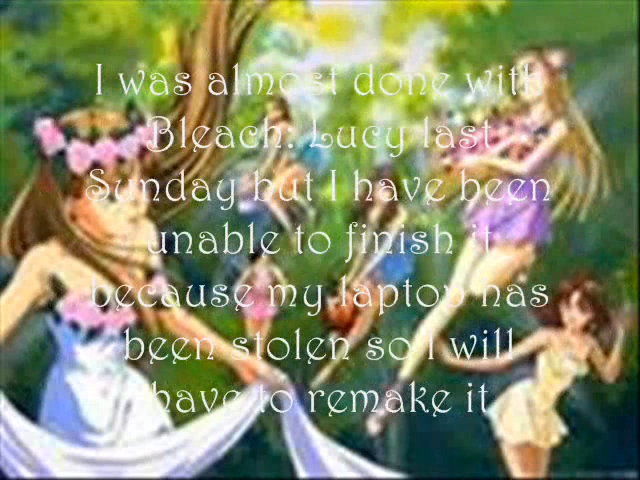 I was almost done with
Bleach: Lucy last
Sunday but I have been
unable to finish it
because my laptop has
been stolen so I will
have to remake it